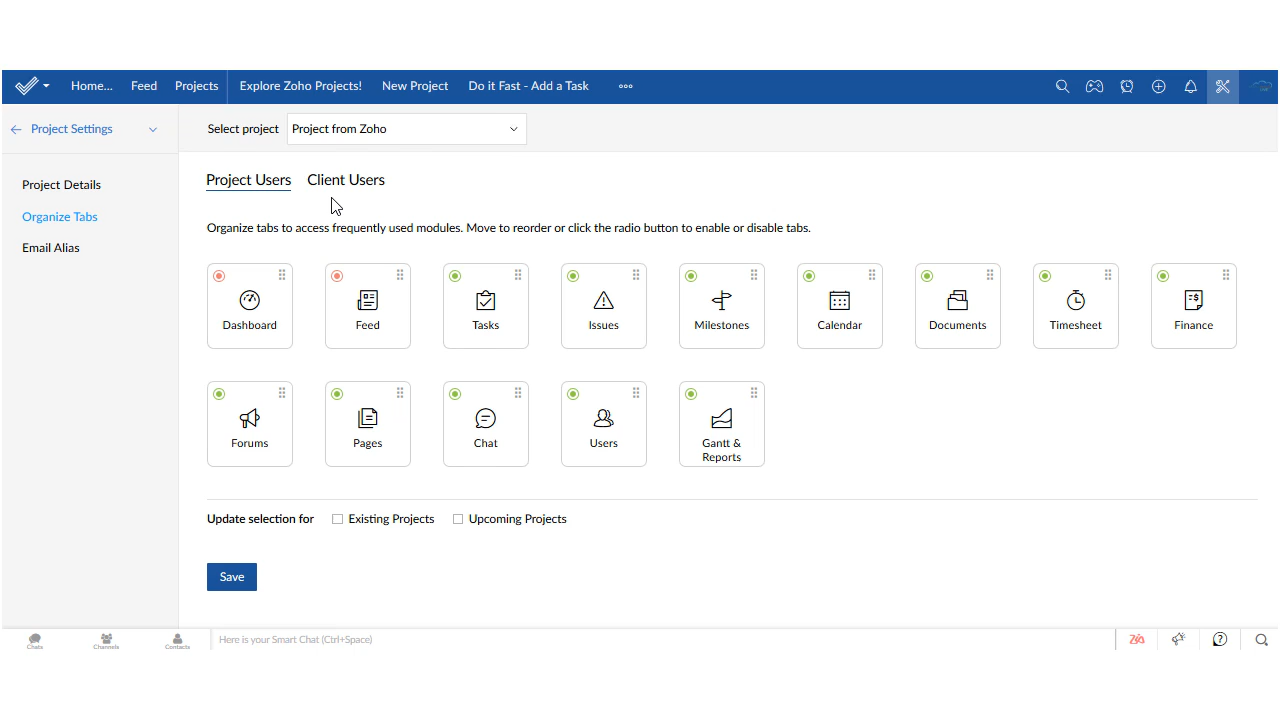 Home... Feed Projects Explore Zoho Projects! New Project Do it Fast - Add a Task
Project Settings
Select project Project from Zoho
Project Details
Organize Tabs
Email Alias
Project Users Client Users
Organize tabs to access frequently used modules. Move to reorder or click the radio button to enable or disable tabs.
Dashboard Feed Tasks Issues Milestones Calendar Documents Timesheet Finance
Forums Pages Chat Users Gantt &
Reports
Update selection for Existing Projects Upcoming Projects
Save
Chats Channels Contacts Here is your Smart Chat (Ctrl+Space) Zia